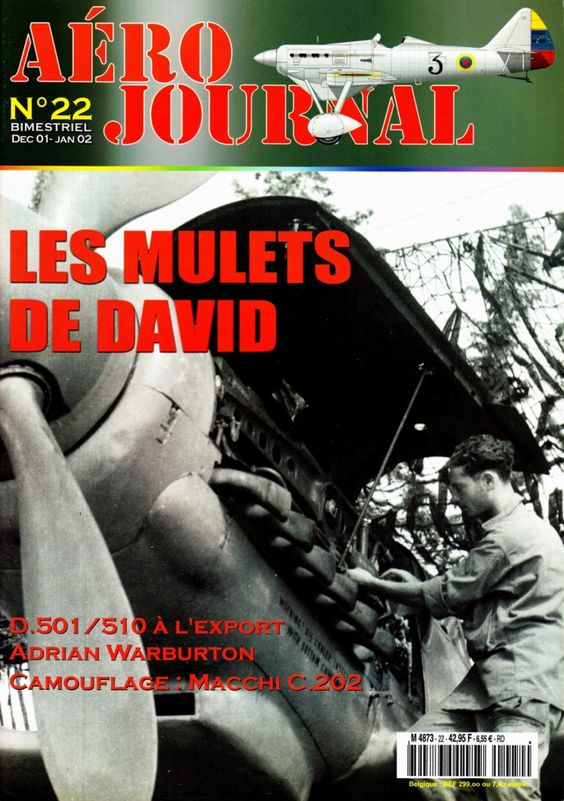 AÉRO
JOURNAL
N°22
BIMESTRIEL
DEC 01- JAN 02
3
LES MULETS
DE DAVID
D.501/510 À L'EXPORT
ADRIAN WARBURTON
CAMOUFLAGE : MACCHI C.202
M 4873 - 22 - 42,95 F - 6,55 € - RD
Belgique : BEF 299,00 ou 7,40 euros